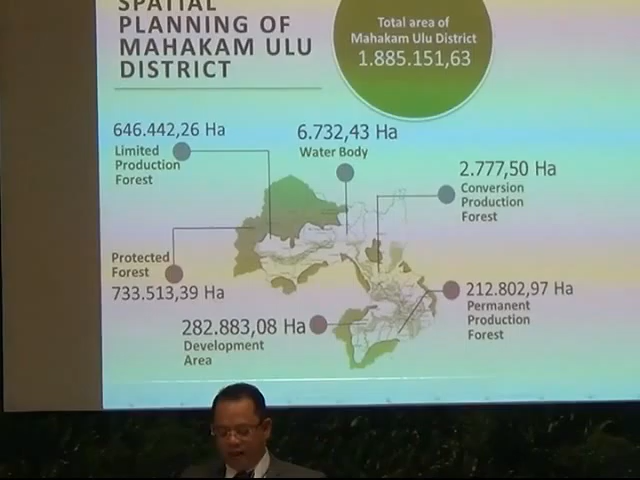 SPATIAL
PLANNING OF
MAHAKAM ULU
DISTRICT
Total area of
Mahakam Ulu District
1.885.151,63
646.442,26 Ha
Limited
Production
Forest
6.732,43 Ha
Water Body
2.777,50 Ha
Conversion
Production
Forest
Protected
Forest
733.513,39 Ha
212.802,97 Ha
Permanent
Production
Forest
282.883,08 Ha
Development
Area